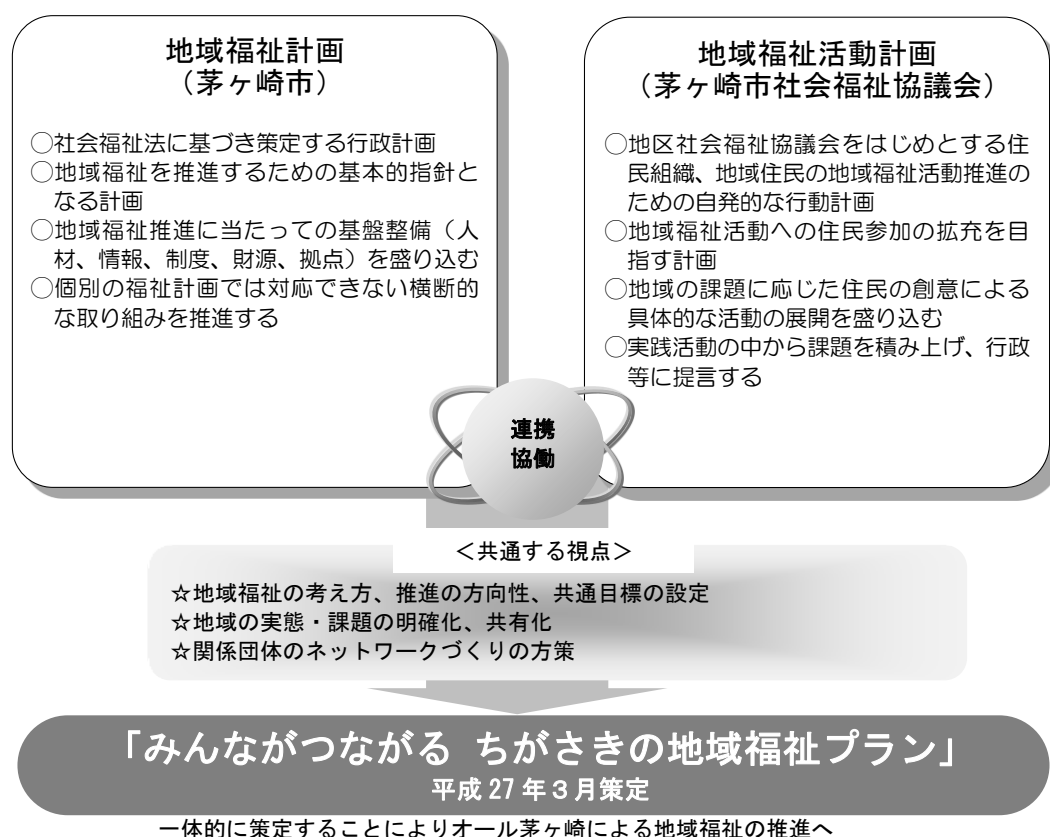 地域福祉計画
（茅ヶ崎市）
○社会福祉法に基づき策定する行政計画
○地域福祉を推進するための基本的指針と
なる計画
○地域福祉推進に当たっての基盤整備（人
材、情報、制度、財源、拠点）を盛り込む
○個別の福祉計画では対応できない横断的
な取り組みを推進する
地域福祉活動計画
（茅ヶ崎市社会福祉協議会）
○地区社会福祉協議会をはじめとする住
民組織、地域住民の地域福祉活動推進の
ための自発的な行動計画
○地域福祉活動への住民参加の拡充を目
指す計画
○地域の課題に応じた住民の創意による
具体的な活動の展開を盛り込む
○実践活動の中から課題を積み上げ、行政
等に提言する
連携
協働
＜共通する視点＞
☆地域福祉の考え方、推進の方向性、共通目標の設定
☆地域の実態・課題の明確化、共有化
☆関係団体のネットワークづくりの方策
「みんながつながる ちがさきの地域福祉プラン」
平成27年３月策定
一体的に策定することによりオール茅ヶ崎による地域福祉の推進へ